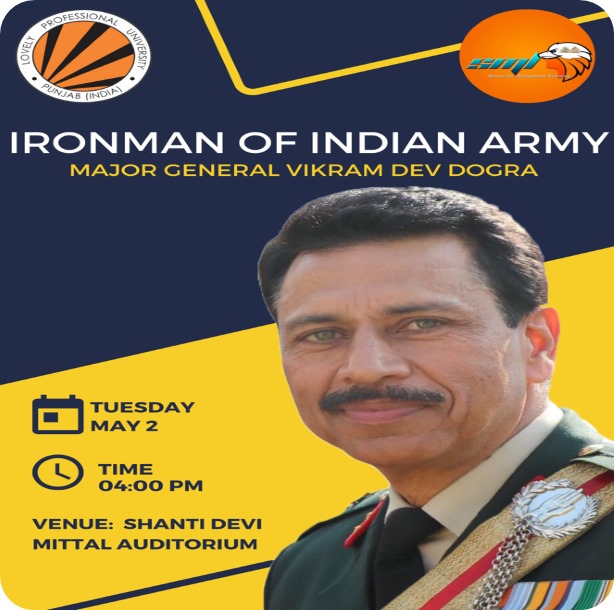 LOVELY PROFESSIONAL UNIVERSITY
PUNJAB (INDIA)
sml
IRONMAN OF INDIAN ARMY
MAJOR GENERAL VIKRAM DEV DOGRA
TUESDAY
MAY 2
TIME
04:00 PM
VENUE: SHANTI DEVI
MITTAL AUDITORIUM